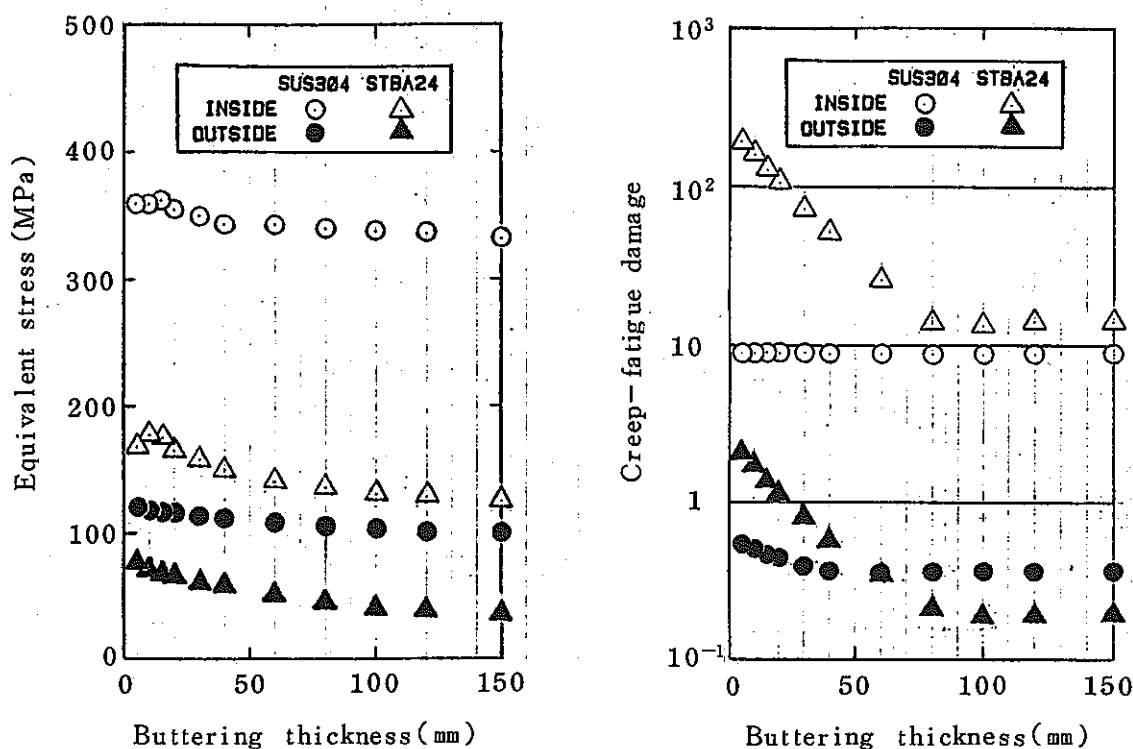 500
400
300
200
100
0
Equivalent stress (MPa)
SUS304 STBA24
INSIDE
OUTSIDE
0 50 100 150
Buttering thickness (mm)
10³
10²
10
1
10⁻¹
Creep-fatigue damage
SUS304 STBA24
INSIDE
OUTSIDE
0 50 100 150
Buttering thickness (mm)